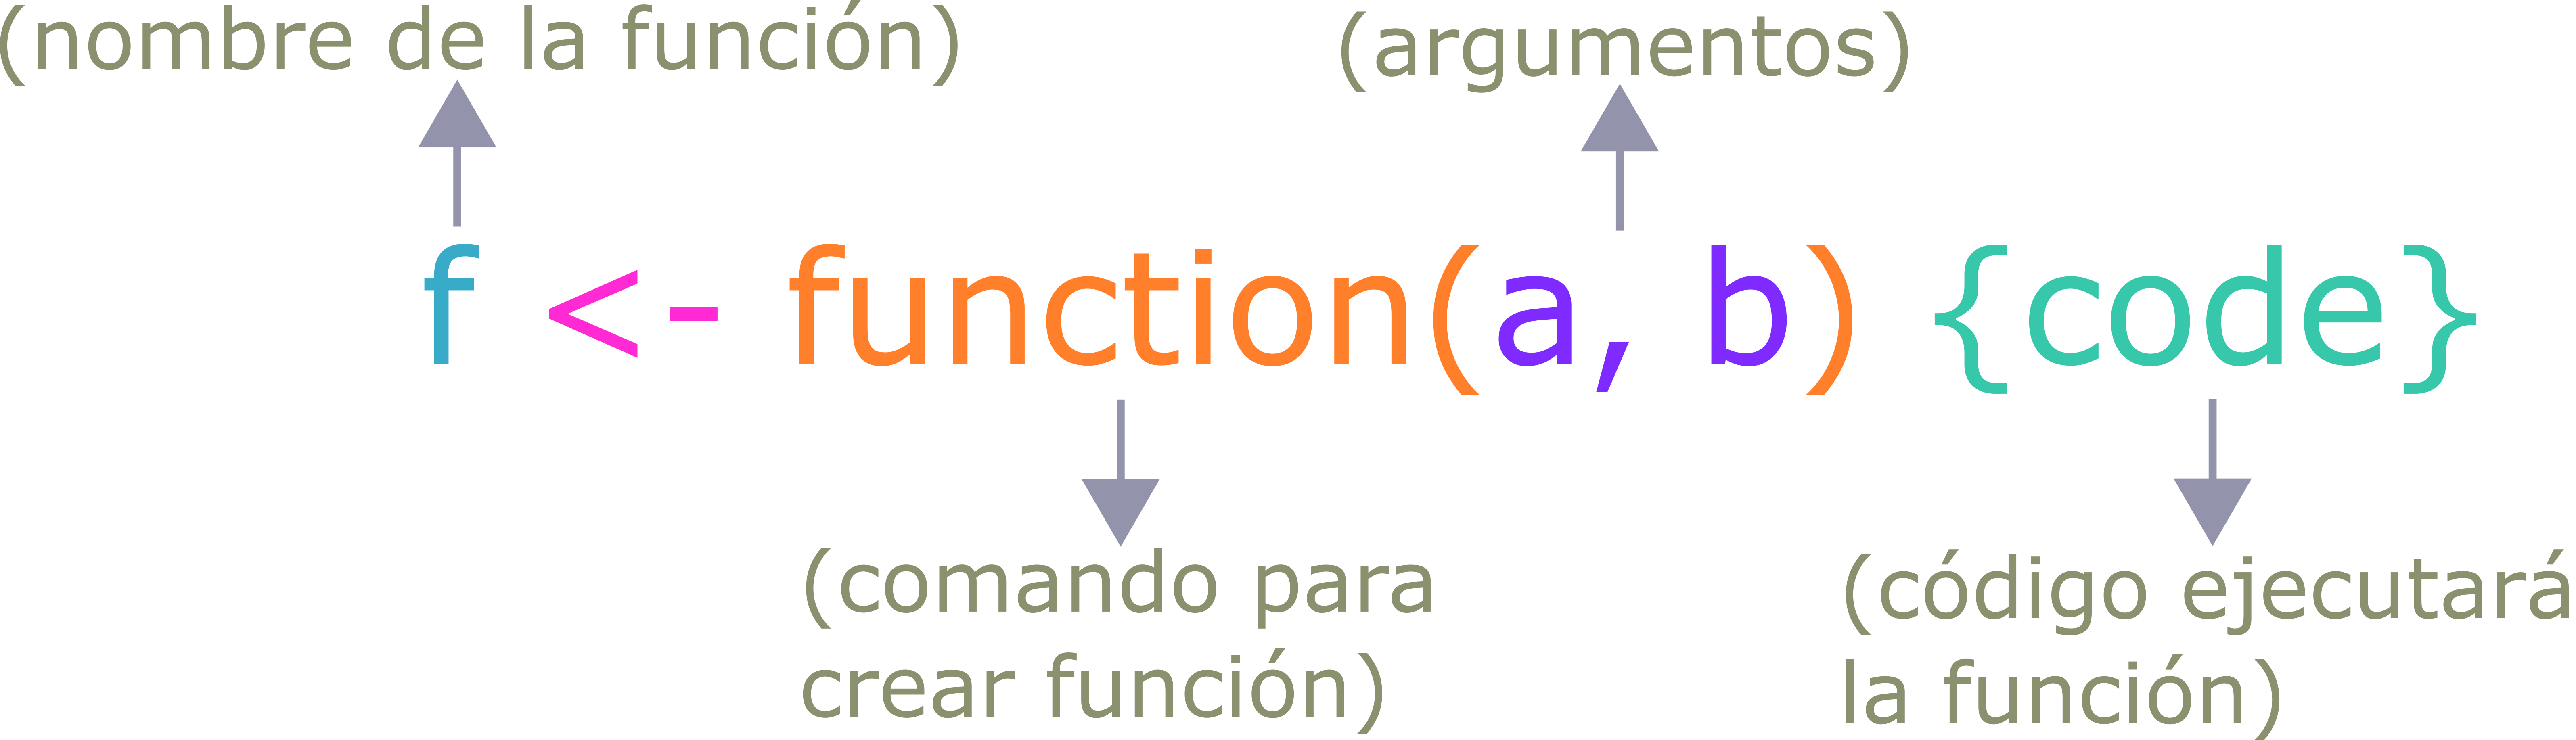 (nombre de la función)
(argumentos)
f <- function(a, b) {code}
(comando para
crear función)
(código ejecutará
la función)